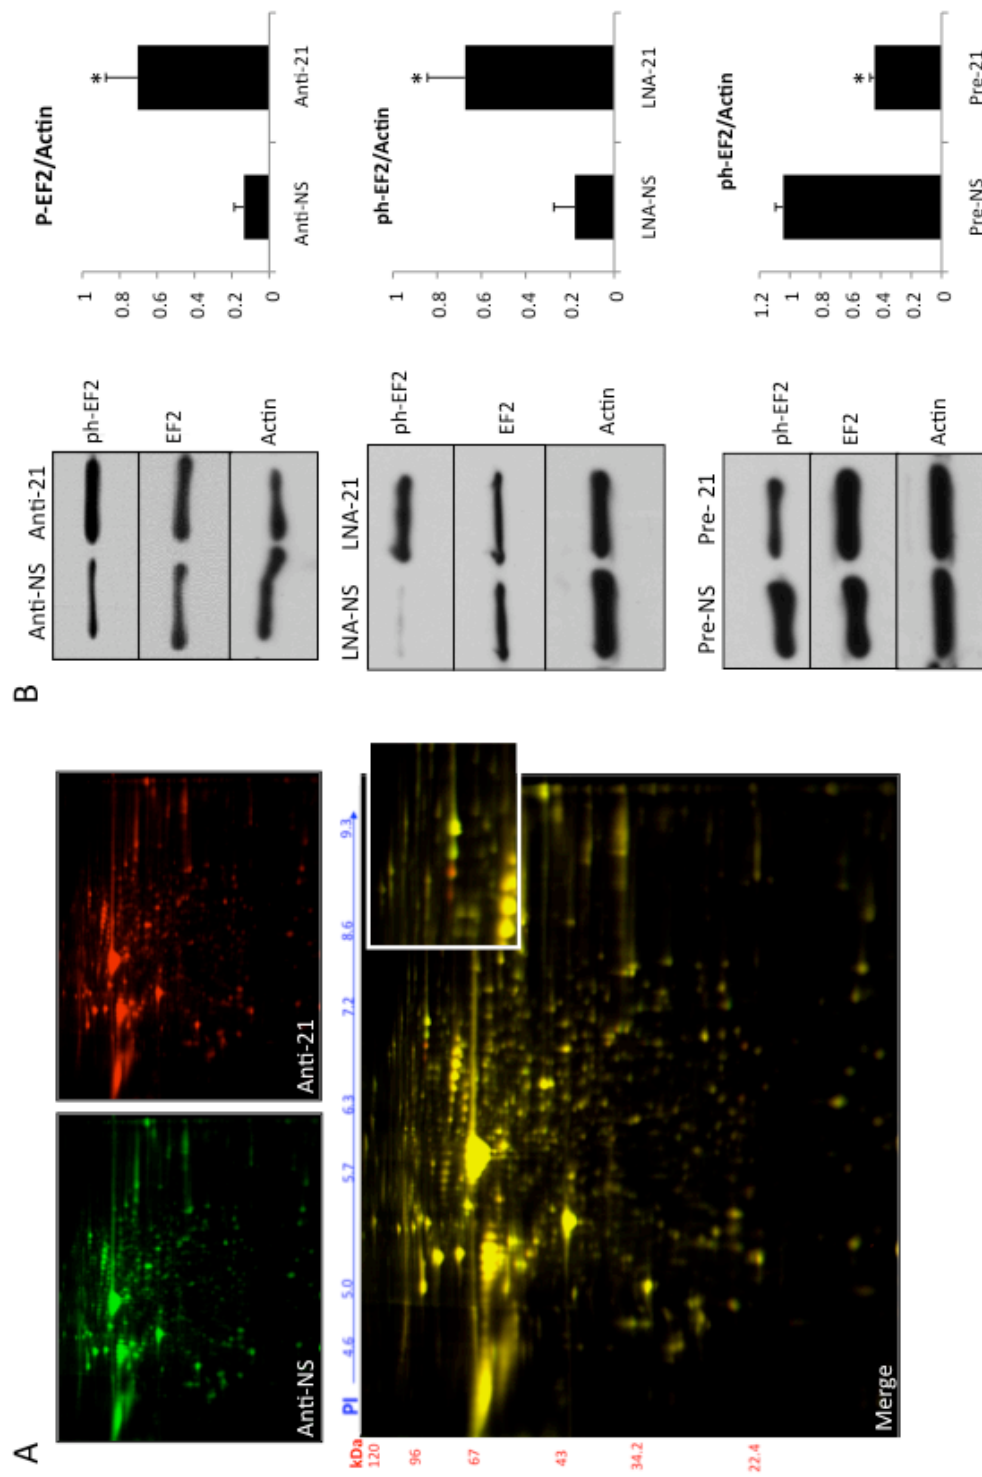 A
Anti-NS
Anti-21
PI 4.6 5.0 5.7 6.3 7.2 8.6 9.3
kDa
120
96
67
43
34.2
22.4
Merge
B
Anti-NS Anti-21
ph-EF2
EF2
Actin
P-EF2/Actin
1
0.8
0.6
0.4
0.2
0
*
Anti-NS Anti-21
LNA-NS LNA-21
ph-EF2
EF2
Actin
ph-EF2/Actin
1
0.8
0.6
0.4
0.2
0
*
LNA-NS LNA-21
Pre-NS Pre- 21
ph-EF2
EF2
Actin
ph-EF2/Actin
1.2
1
0.8
0.6
0.4
0.2
0
*
Pre-NS Pre-21